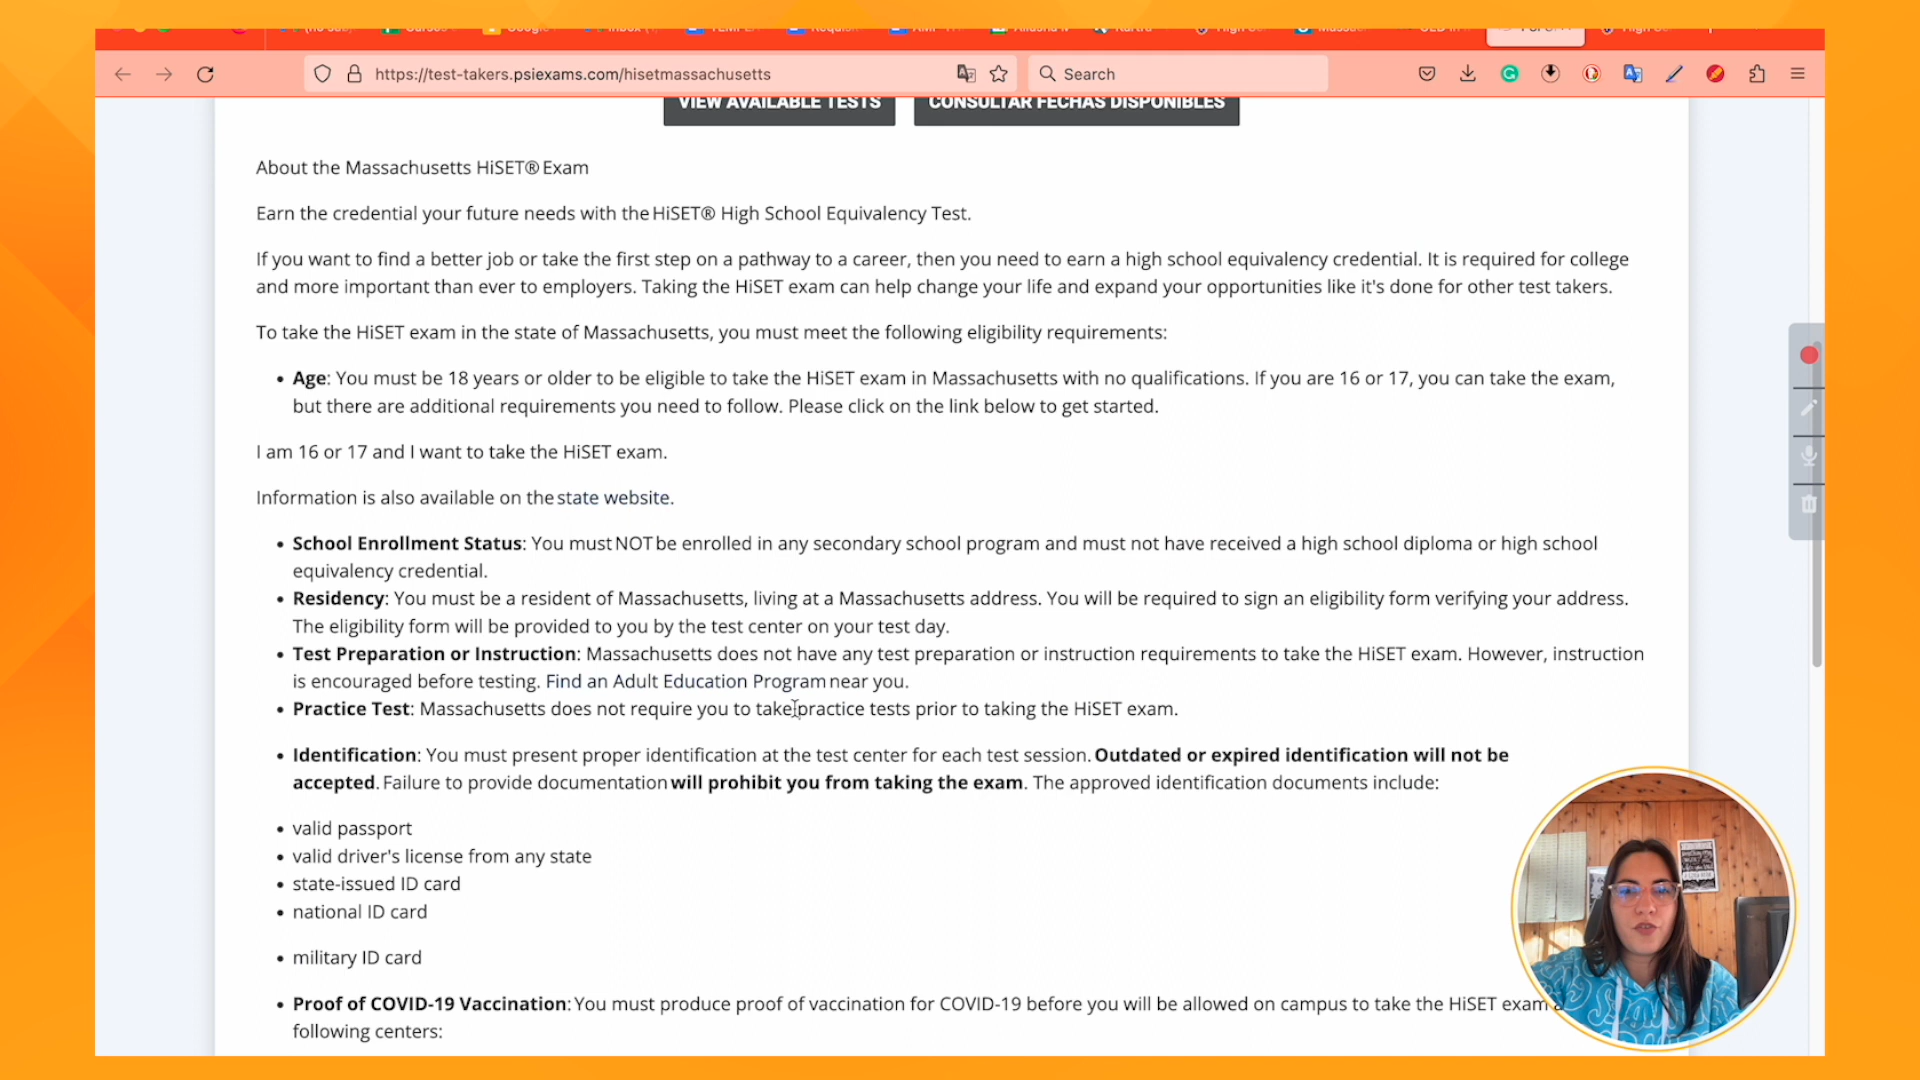 https://test-takers.psiexams.com/hisetmassachusetts
Search
VIEW AVAILABLE TESTS
CONSULTAR FECHAS DISPONIBLES
About the Massachusetts HiSET® Exam
Earn the credential your future needs with the HiSET® High School Equivalency Test.
If you want to find a better job or take the first step on a pathway to a career, then you need to earn a high school equivalency credential. It is required for college
and more important than ever to employers. Taking the HiSET exam can help change your life and expand your opportunities like it's done for other test takers.
To take the HiSET exam in the state of Massachusetts, you must meet the following eligibility requirements:
• Age: You must be 18 years or older to be eligible to take the HiSET exam in Massachusetts with no qualifications. If you are 16 or 17, you can take the exam,
but there are additional requirements you need to follow. Please click on the link below to get started.
I am 16 or 17 and I want to take the HiSET exam.
Information is also available on the state website.
• School Enrollment Status: You must NOT be enrolled in any secondary school program and must not have received a high school diploma or high school
equivalency credential.
• Residency: You must be a resident of Massachusetts, living at a Massachusetts address. You will be required to sign an eligibility form verifying your address.
The eligibility form will be provided to you by the test center on your test day.
• Test Preparation or Instruction: Massachusetts does not have any test preparation or instruction requirements to take the HiSET exam. However, instruction
is encouraged before testing. Find an Adult Education Program near you.
• Practice Test: Massachusetts does not require you to take practice tests prior to taking the HiSET exam.
• Identification: You must present proper identification at the test center for each test session. Outdated or expired identification will not be
accepted. Failure to provide documentation will prohibit you from taking the exam. The approved identification documents include:
• valid passport
• valid driver's license from any state
• state-issued ID card
• national ID card
• military ID card
• Proof of COVID-19 Vaccination: You must produce proof of vaccination for COVID-19 before you will be allowed on campus to take the HiSET exam
following centers: